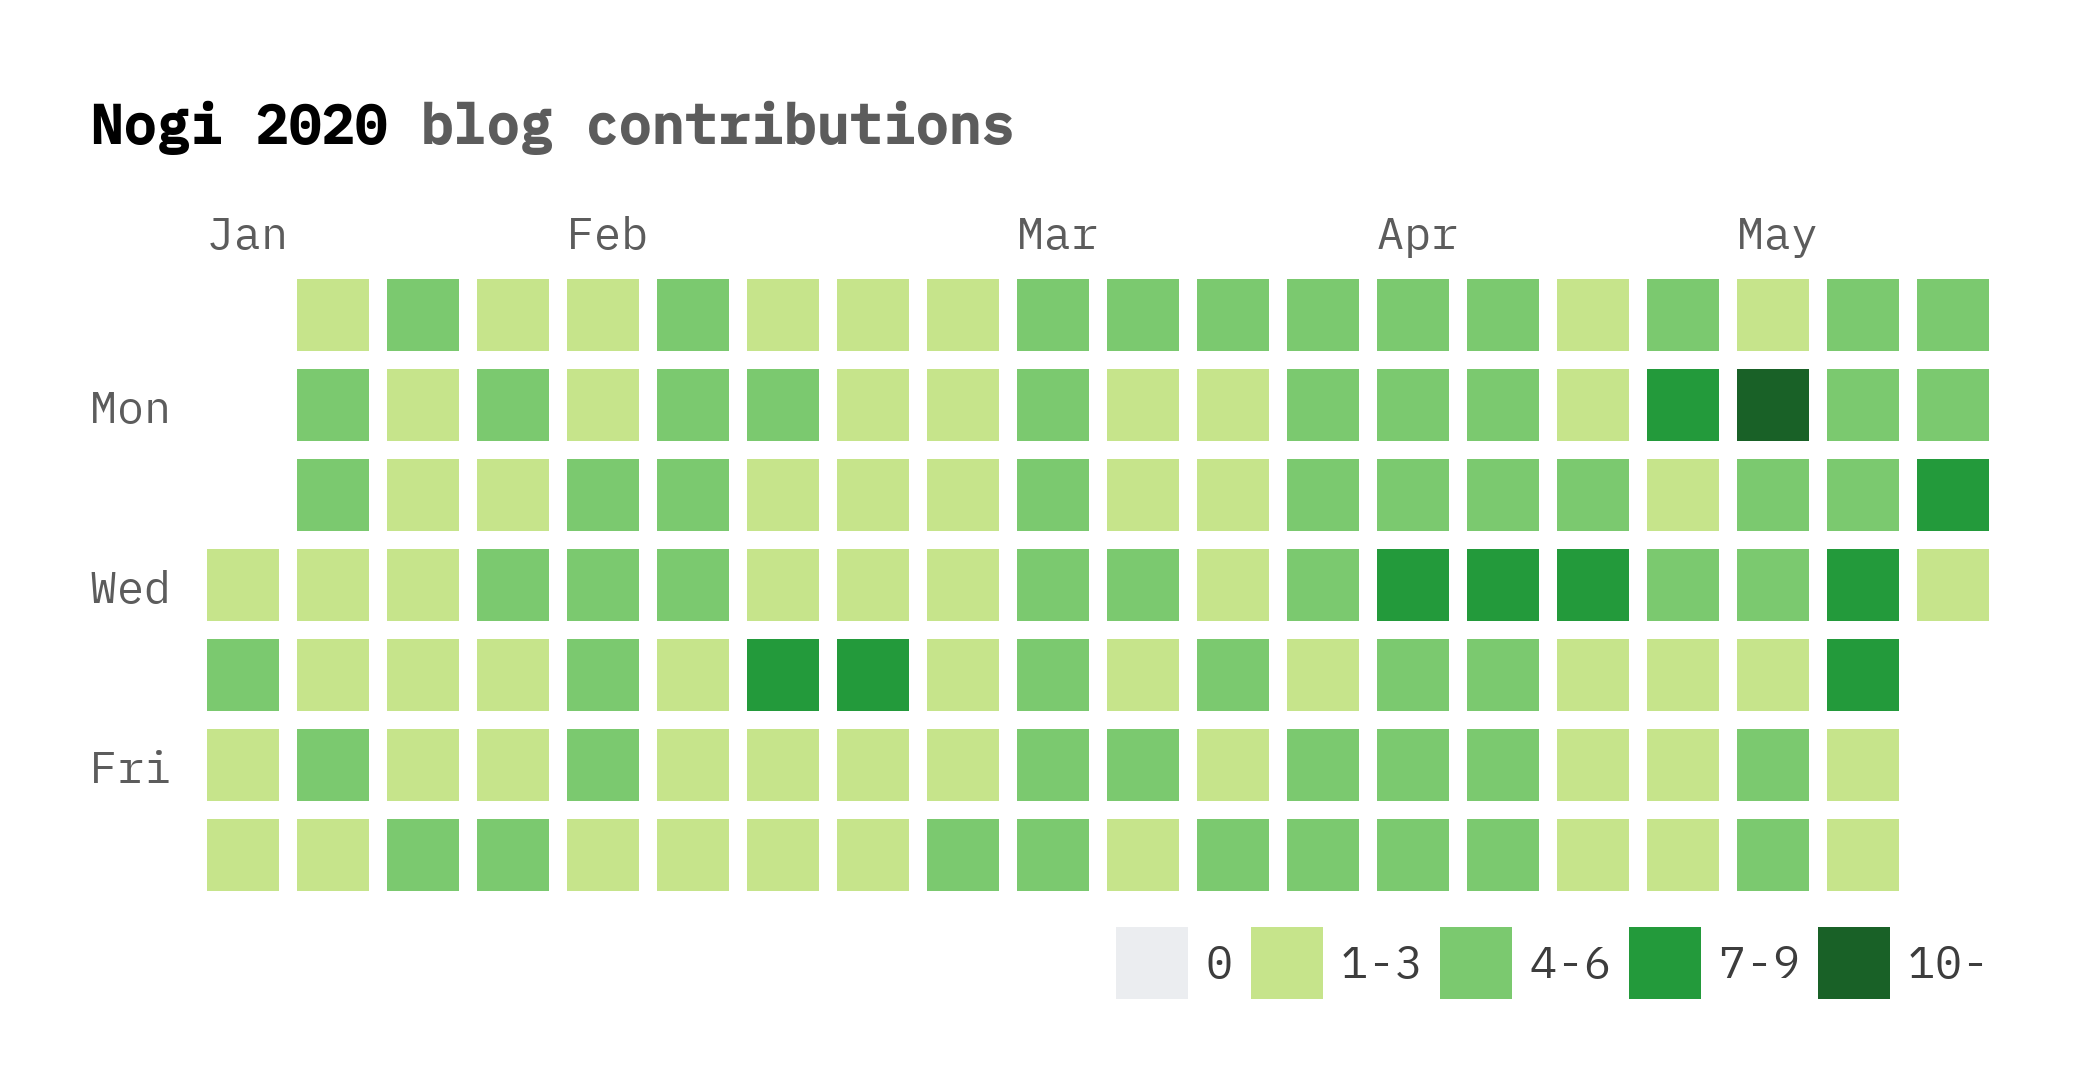 Nogi 2020 blog contributions
Jan Feb Mar Apr May
Mon
Wed
Fri
0 1-3 4-6 7-9 10-